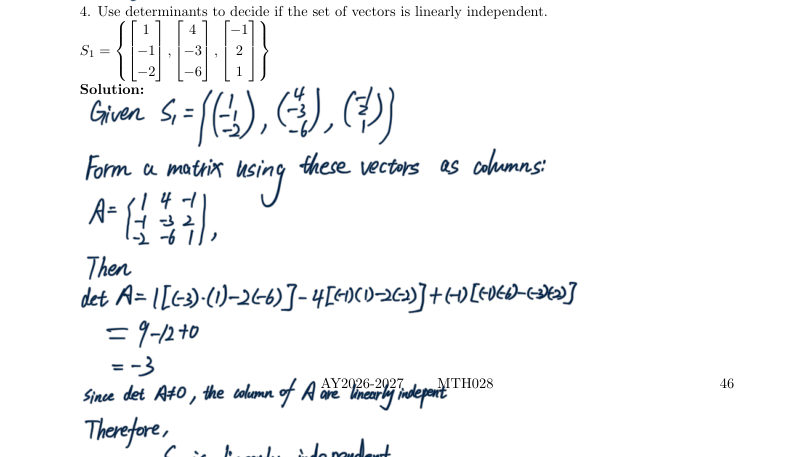 4. Use determinants to decide if the set of vectors is linearly independent.
S₁ = { [1 -1 -2], [4 -3 -6], [-1 2 1] }
Solution:
Given S₁ = { (1 -1 -2), (4 -3 -6), (-1 2 1) }
Form a matrix using these vectors as columns:
A = [1 4 -1
-1 -3 2
-2 -6 1],
Then
det A = 1[(-3)·(1)-2(-6)] - 4[(-1)(1)-2(-2)] + (-1)[(-1)(-6)-(-3)(-2)]
= 9-12+0
= -3
Since det A≠0, the column of A are linearly indepent
AY2026-2027 MTH028 46
Therefore,
S₁ is linearly independent